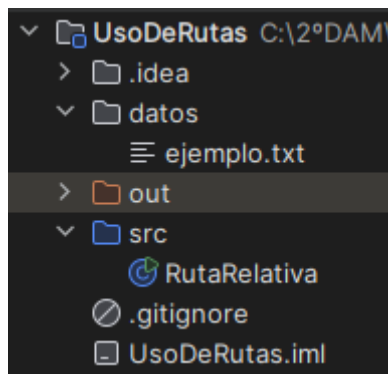 UsoDeRutas C:\2ºDAM\
.idea
datos
ejemplo.txt
out
src
RutaRelativa
.gitignore
UsoDeRutas.iml